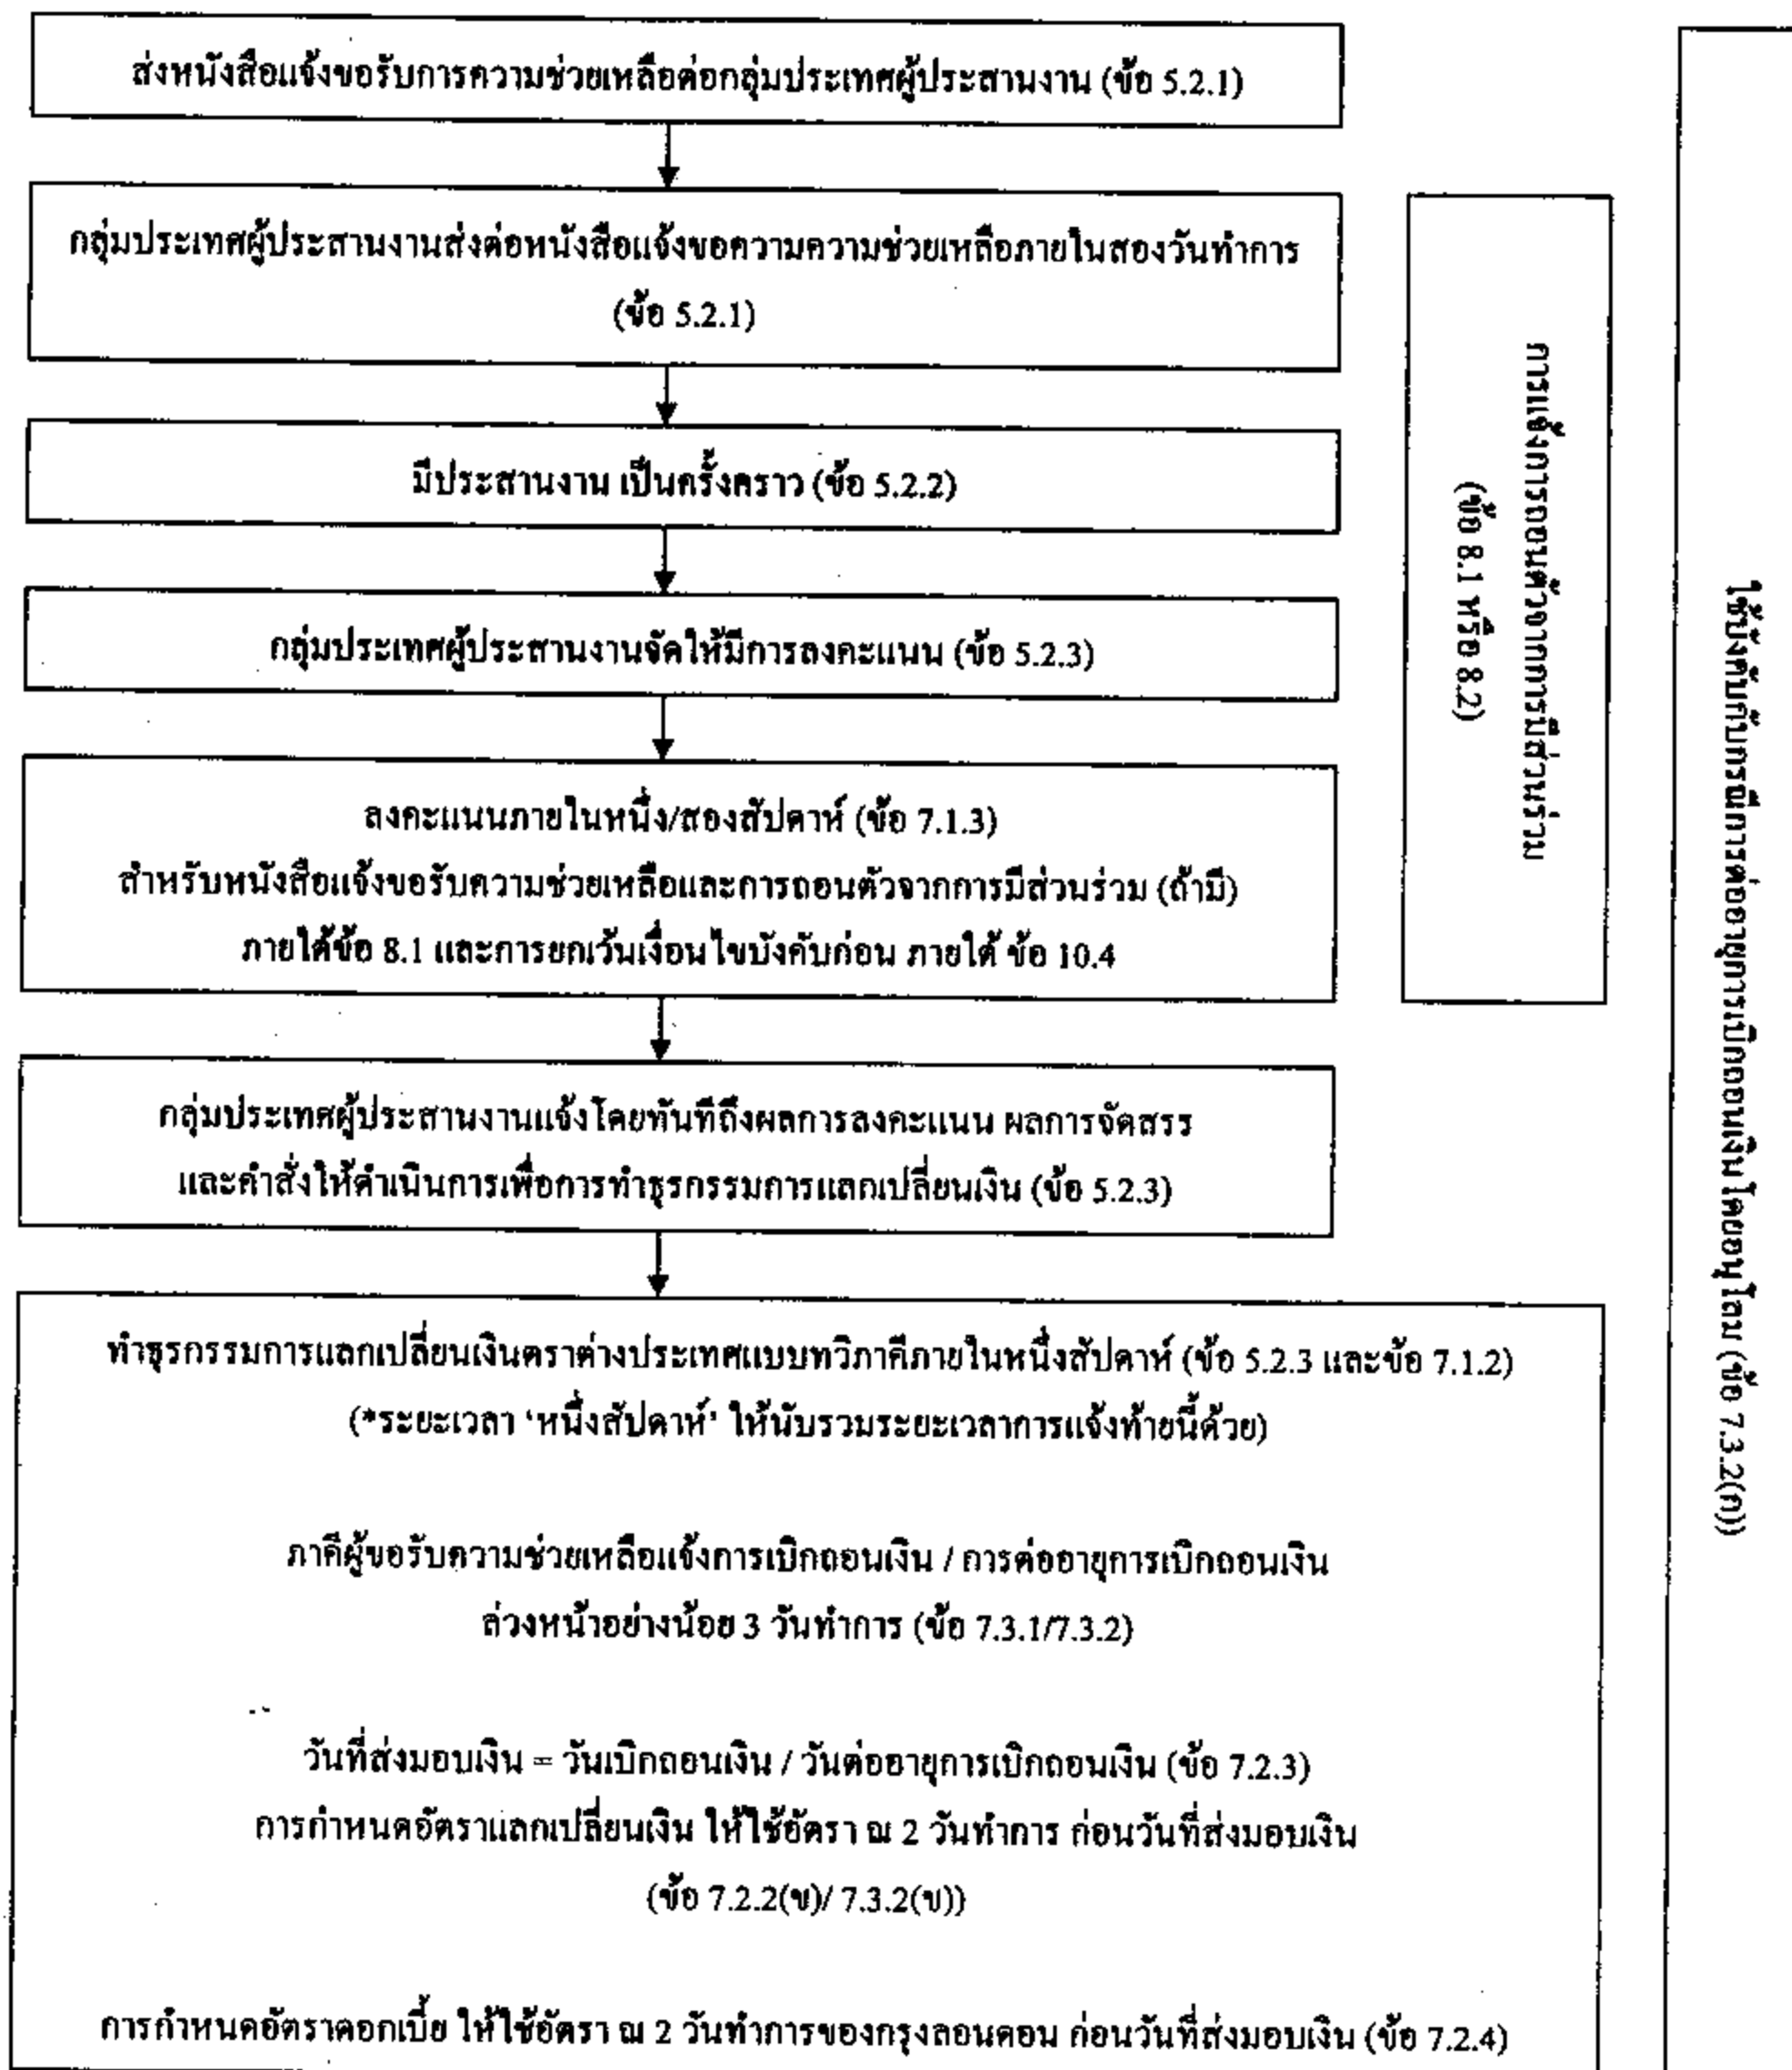 ส่งหนังสือแจ้งขอรับการความช่วยเหลือต่อกลุ่มประเทศผู้ประสานงาน (ข้อ 5.2.1)
กลุ่มประเทศผู้ประสานงานส่งต่อหนังสือแจ้งขอความความช่วยเหลือภายในสองวันทำการ
(ข้อ 5.2.1)
มีประสานงาน เป็นครั้งคราว (ข้อ 5.2.2)
กลุ่มประเทศผู้ประสานงานจัดให้มีการลงคะแนน (ข้อ 5.2.3)
ลงคะแนนภายในหนึ่ง/สองสัปดาห์ (ข้อ 7.1.3)
สำหรับหนังสือแจ้งขอรับความช่วยเหลือและการถอนตัวจากการมีส่วนร่วม (ถ้ามี)
ภายใต้ข้อ 8.1 และการยกเว้นเงื่อนไขบังคับก่อน ภายใต้ ข้อ 10.4
กลุ่มประเทศผู้ประสานงานแจ้งโดยทันทีถึงผลการลงคะแนน ผลการจัดสรร
และคำสั่งให้ดำเนินการเพื่อการทำธุรกรรมการแลกเปลี่ยนเงิน (ข้อ 5.2.3)
ทำธุรกรรมการแลกเปลี่ยนเงินตราต่างประเทศแบบทวิภาคีภายในหนึ่งสัปดาห์ (ข้อ 5.2.3 และข้อ 7.1.2)
(*ระยะเวลา ‘หนึ่งสัปดาห์’ ให้นับรวมระยะเวลาการแจ้งท้ายนี้ด้วย)
ภาคีผู้ขอรับความช่วยเหลือแจ้งการเบิกถอนเงิน / การต่ออายุการเบิกถอนเงิน
ล่วงหน้าอย่างน้อย 3 วันทำการ (ข้อ 7.3.1/7.3.2)
วันที่ส่งมอบเงิน = วันเบิกถอนเงิน / วันต่ออายุการเบิกถอนเงิน (ข้อ 7.2.3)
การกำหนดอัตราแลกเปลี่ยนเงิน ให้ใช้อัตรา ณ 2 วันทำการ ก่อนวันที่ส่งมอบเงิน
(ข้อ 7.2.2(ข)/ 7.3.2(ข))
การกำหนดอัตราดอกเบี้ย ให้ใช้อัตรา ณ 2 วันทำการของกรุงลอนดอน ก่อนวันที่ส่งมอบเงิน (ข้อ 7.2.4)
การแจ้งการถอนตัวจากการมีส่วนร่วม
(ข้อ 8.1 หรือ 8.2)
ใช้บังคับกับกรณีการต่ออายุการเบิกถอนเงินโดยอนุโลม (ข้อ 7.3.2(ก))